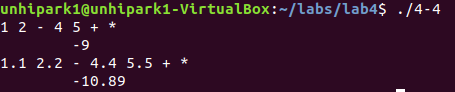 unhipark1@unhipark1-VirtualBox:~/labs/lab4$ ./4-4
1 2 - 4 5 + *
-9
1.1 2.2 - 4.4 5.5 + *
-10.89